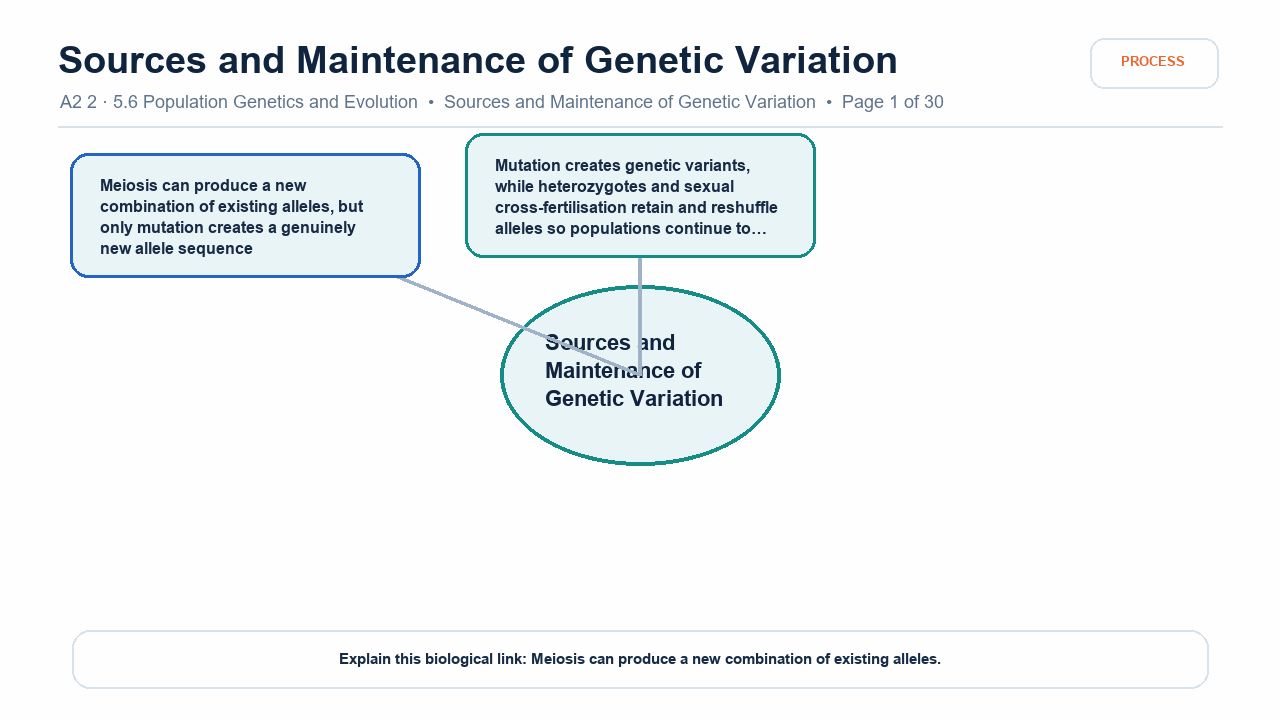 Sources and Maintenance of Genetic Variation
PROCESS
A2 2 · 5.6 Population Genetics and Evolution • Sources and Maintenance of Genetic Variation • Page 1 of 30
Meiosis can produce a new
combination of existing alleles, but
only mutation creates a genuinely
new allele sequence
Mutation creates genetic variants,
while heterozygotes and sexual
cross-fertilisation retain and reshuffle
alleles so populations continue to…
Sources and
Maintenance of
Genetic Variation
Explain this biological link: Meiosis can produce a new combination of existing alleles.